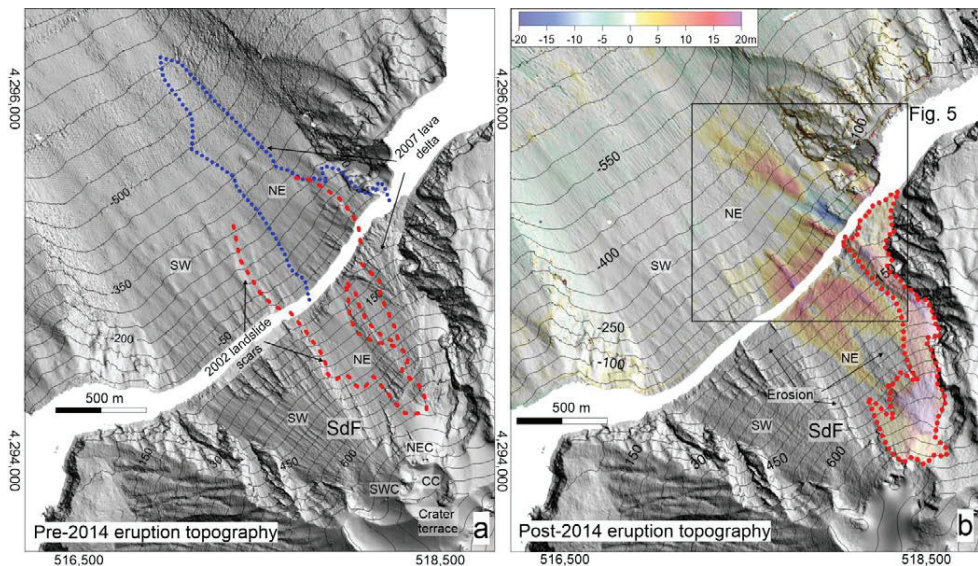 4,296,000
4,294,000
516,500
518,500
2007 lava
delta
NE
-500
SW
-350
-200
-50
2002 landslide
scars
150
NE
SW
SdF
NEC
CC
SWC
Crater
terrace
150
300
450
600
500 m
Pre-2014 eruption topography
a
-20 -15 -10 -5 0 5 10 15 20m
Fig. 5
-100
-550
NE
SW
-400
-250
-100
150
NE
Erosion
SW
SdF
150
300
450
600
500 m
Post-2014 eruption topography
b
516,500
518,500